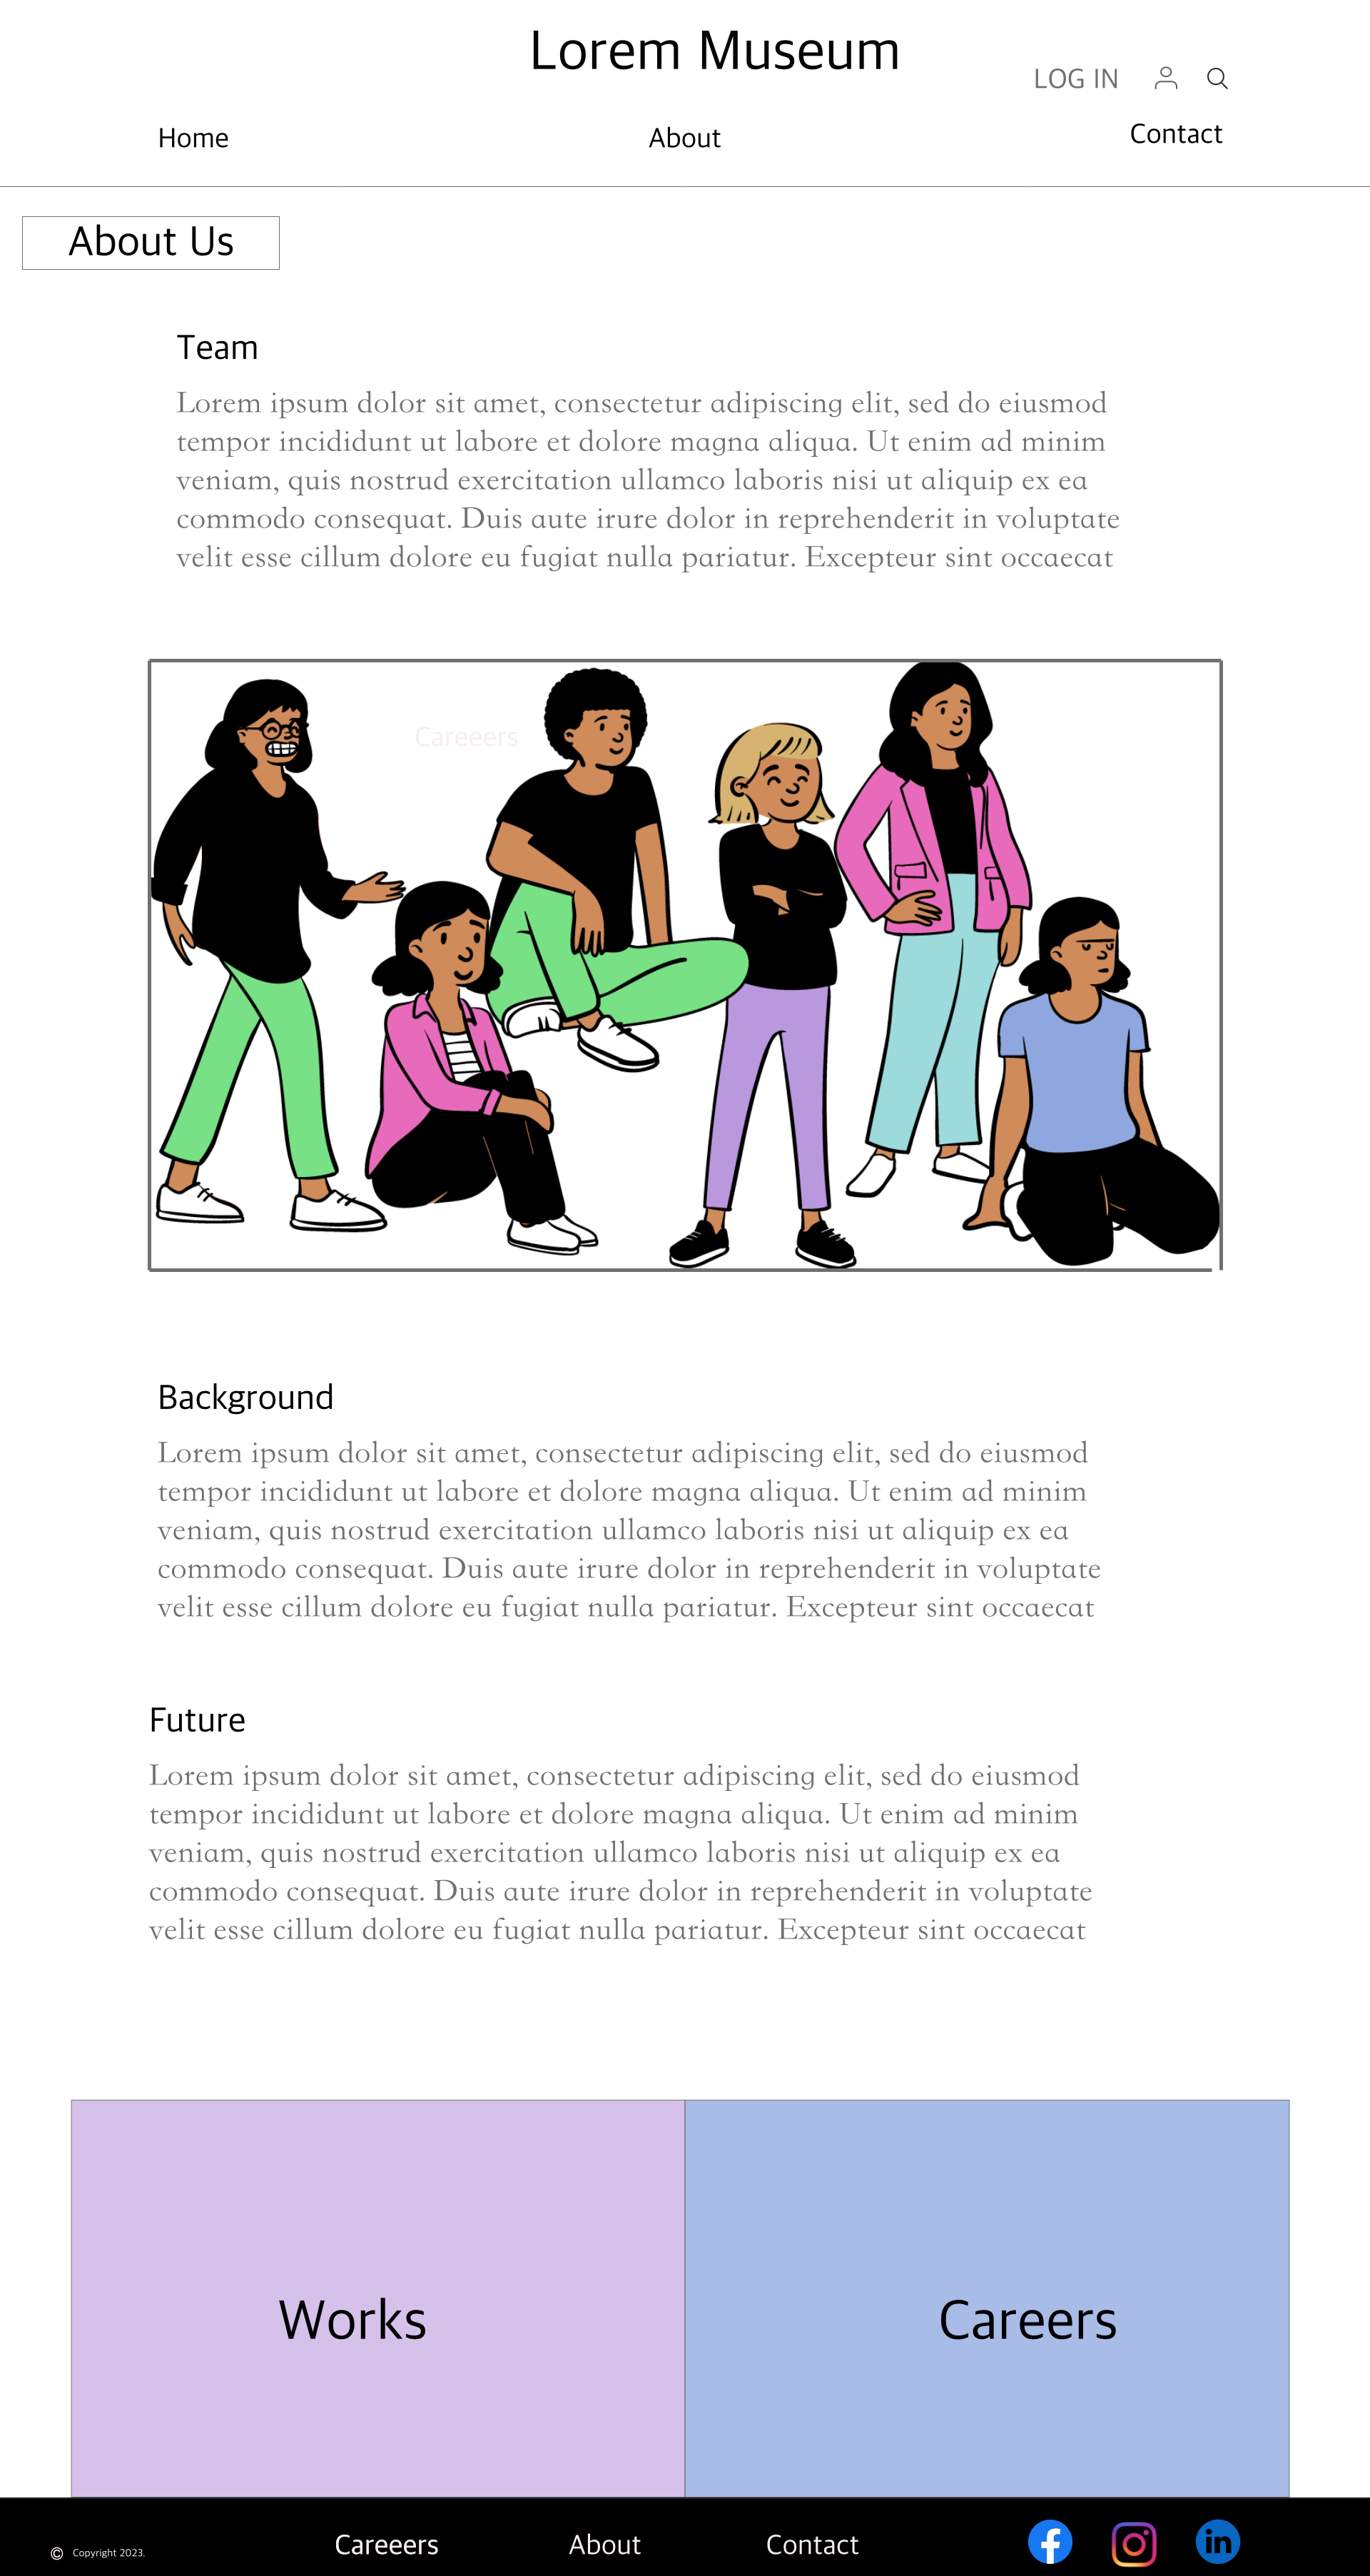 Lorem Museum
LOG IN
Home
About
Contact
About Us
Team
Lorem ipsum dolor sit amet, consectetur adipiscing elit, sed do eiusmod
tempor incididunt ut labore et dolore magna aliqua. Ut enim ad minim
veniam, quis nostrud exercitation ullamco laboris nisi ut aliquip ex ea
commodo consequat. Duis aute irure dolor in reprehenderit in voluptate
velit esse cillum dolore eu fugiat nulla pariatur. Excepteur sint occaecat
Careeers
Background
Lorem ipsum dolor sit amet, consectetur adipiscing elit, sed do eiusmod
tempor incididunt ut labore et dolore magna aliqua. Ut enim ad minim
veniam, quis nostrud exercitation ullamco laboris nisi ut aliquip ex ea
commodo consequat. Duis aute irure dolor in reprehenderit in voluptate
velit esse cillum dolore eu fugiat nulla pariatur. Excepteur sint occaecat
Future
Lorem ipsum dolor sit amet, consectetur adipiscing elit, sed do eiusmod
tempor incididunt ut labore et dolore magna aliqua. Ut enim ad minim
veniam, quis nostrud exercitation ullamco laboris nisi ut aliquip ex ea
commodo consequat. Duis aute irure dolor in reprehenderit in voluptate
velit esse cillum dolore eu fugiat nulla pariatur. Excepteur sint occaecat
Works
Careers
© Copyright 2023.
Careeers
About
Contact
f
in